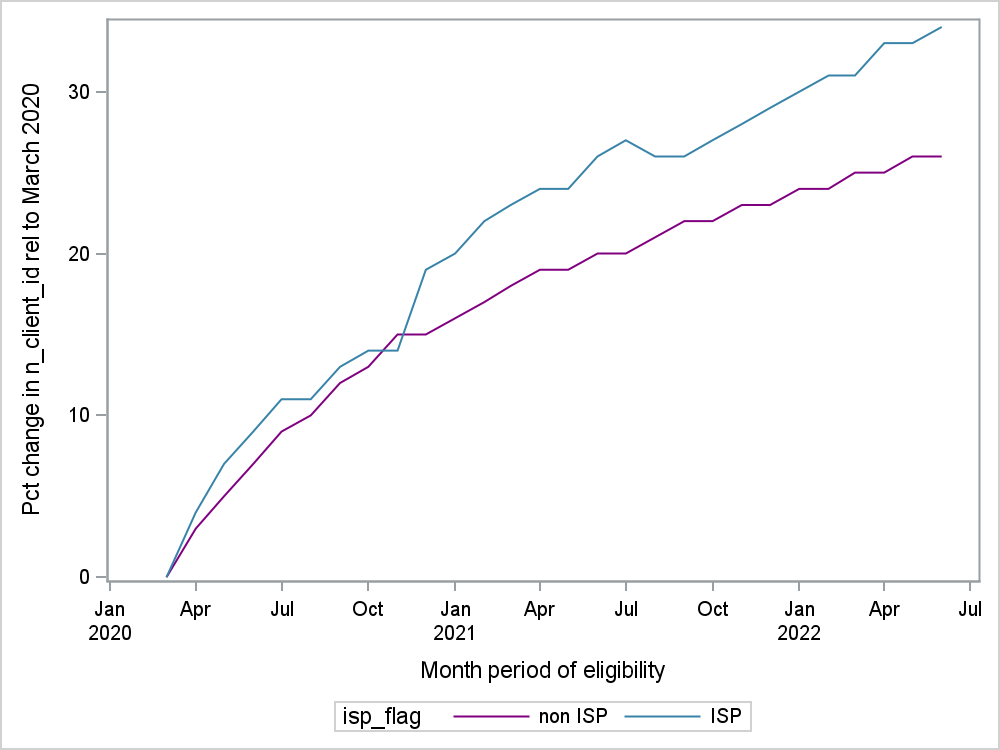 Pct change in n_client_id rel to March 2020
30
20
10
0
Jan Apr Jul Oct Jan Apr Jul Oct Jan Apr Jul
2020 2021 2022
Month period of eligibility
isp_flag non ISP ISP